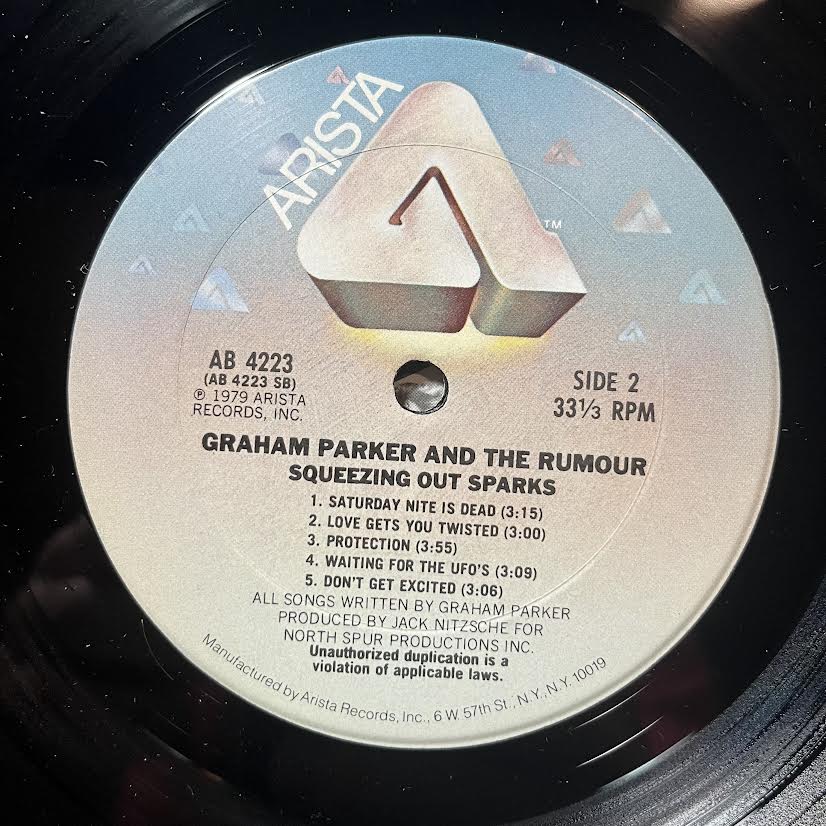 ARISTA
TM
AB 4223
(AB 4223 SB)
℗ 1979 ARISTA
RECORDS, INC.
SIDE 2
33⅓ RPM
GRAHAM PARKER AND THE RUMOUR
SQUEEZING OUT SPARKS
1. SATURDAY NITE IS DEAD (3:15)
2. LOVE GETS YOU TWISTED (3:00)
3. PROTECTION (3:55)
4. WAITING FOR THE UFO'S (3:09)
5. DON'T GET EXCITED (3:06)
ALL SONGS WRITTEN BY GRAHAM PARKER
PRODUCED BY JACK NITZSCHE FOR
NORTH SPUR PRODUCTIONS INC.
Unauthorized duplication is a
violation of applicable laws.
Manufactured by Arista Records, Inc., 6 W. 57th St., N.Y., N.Y. 10019